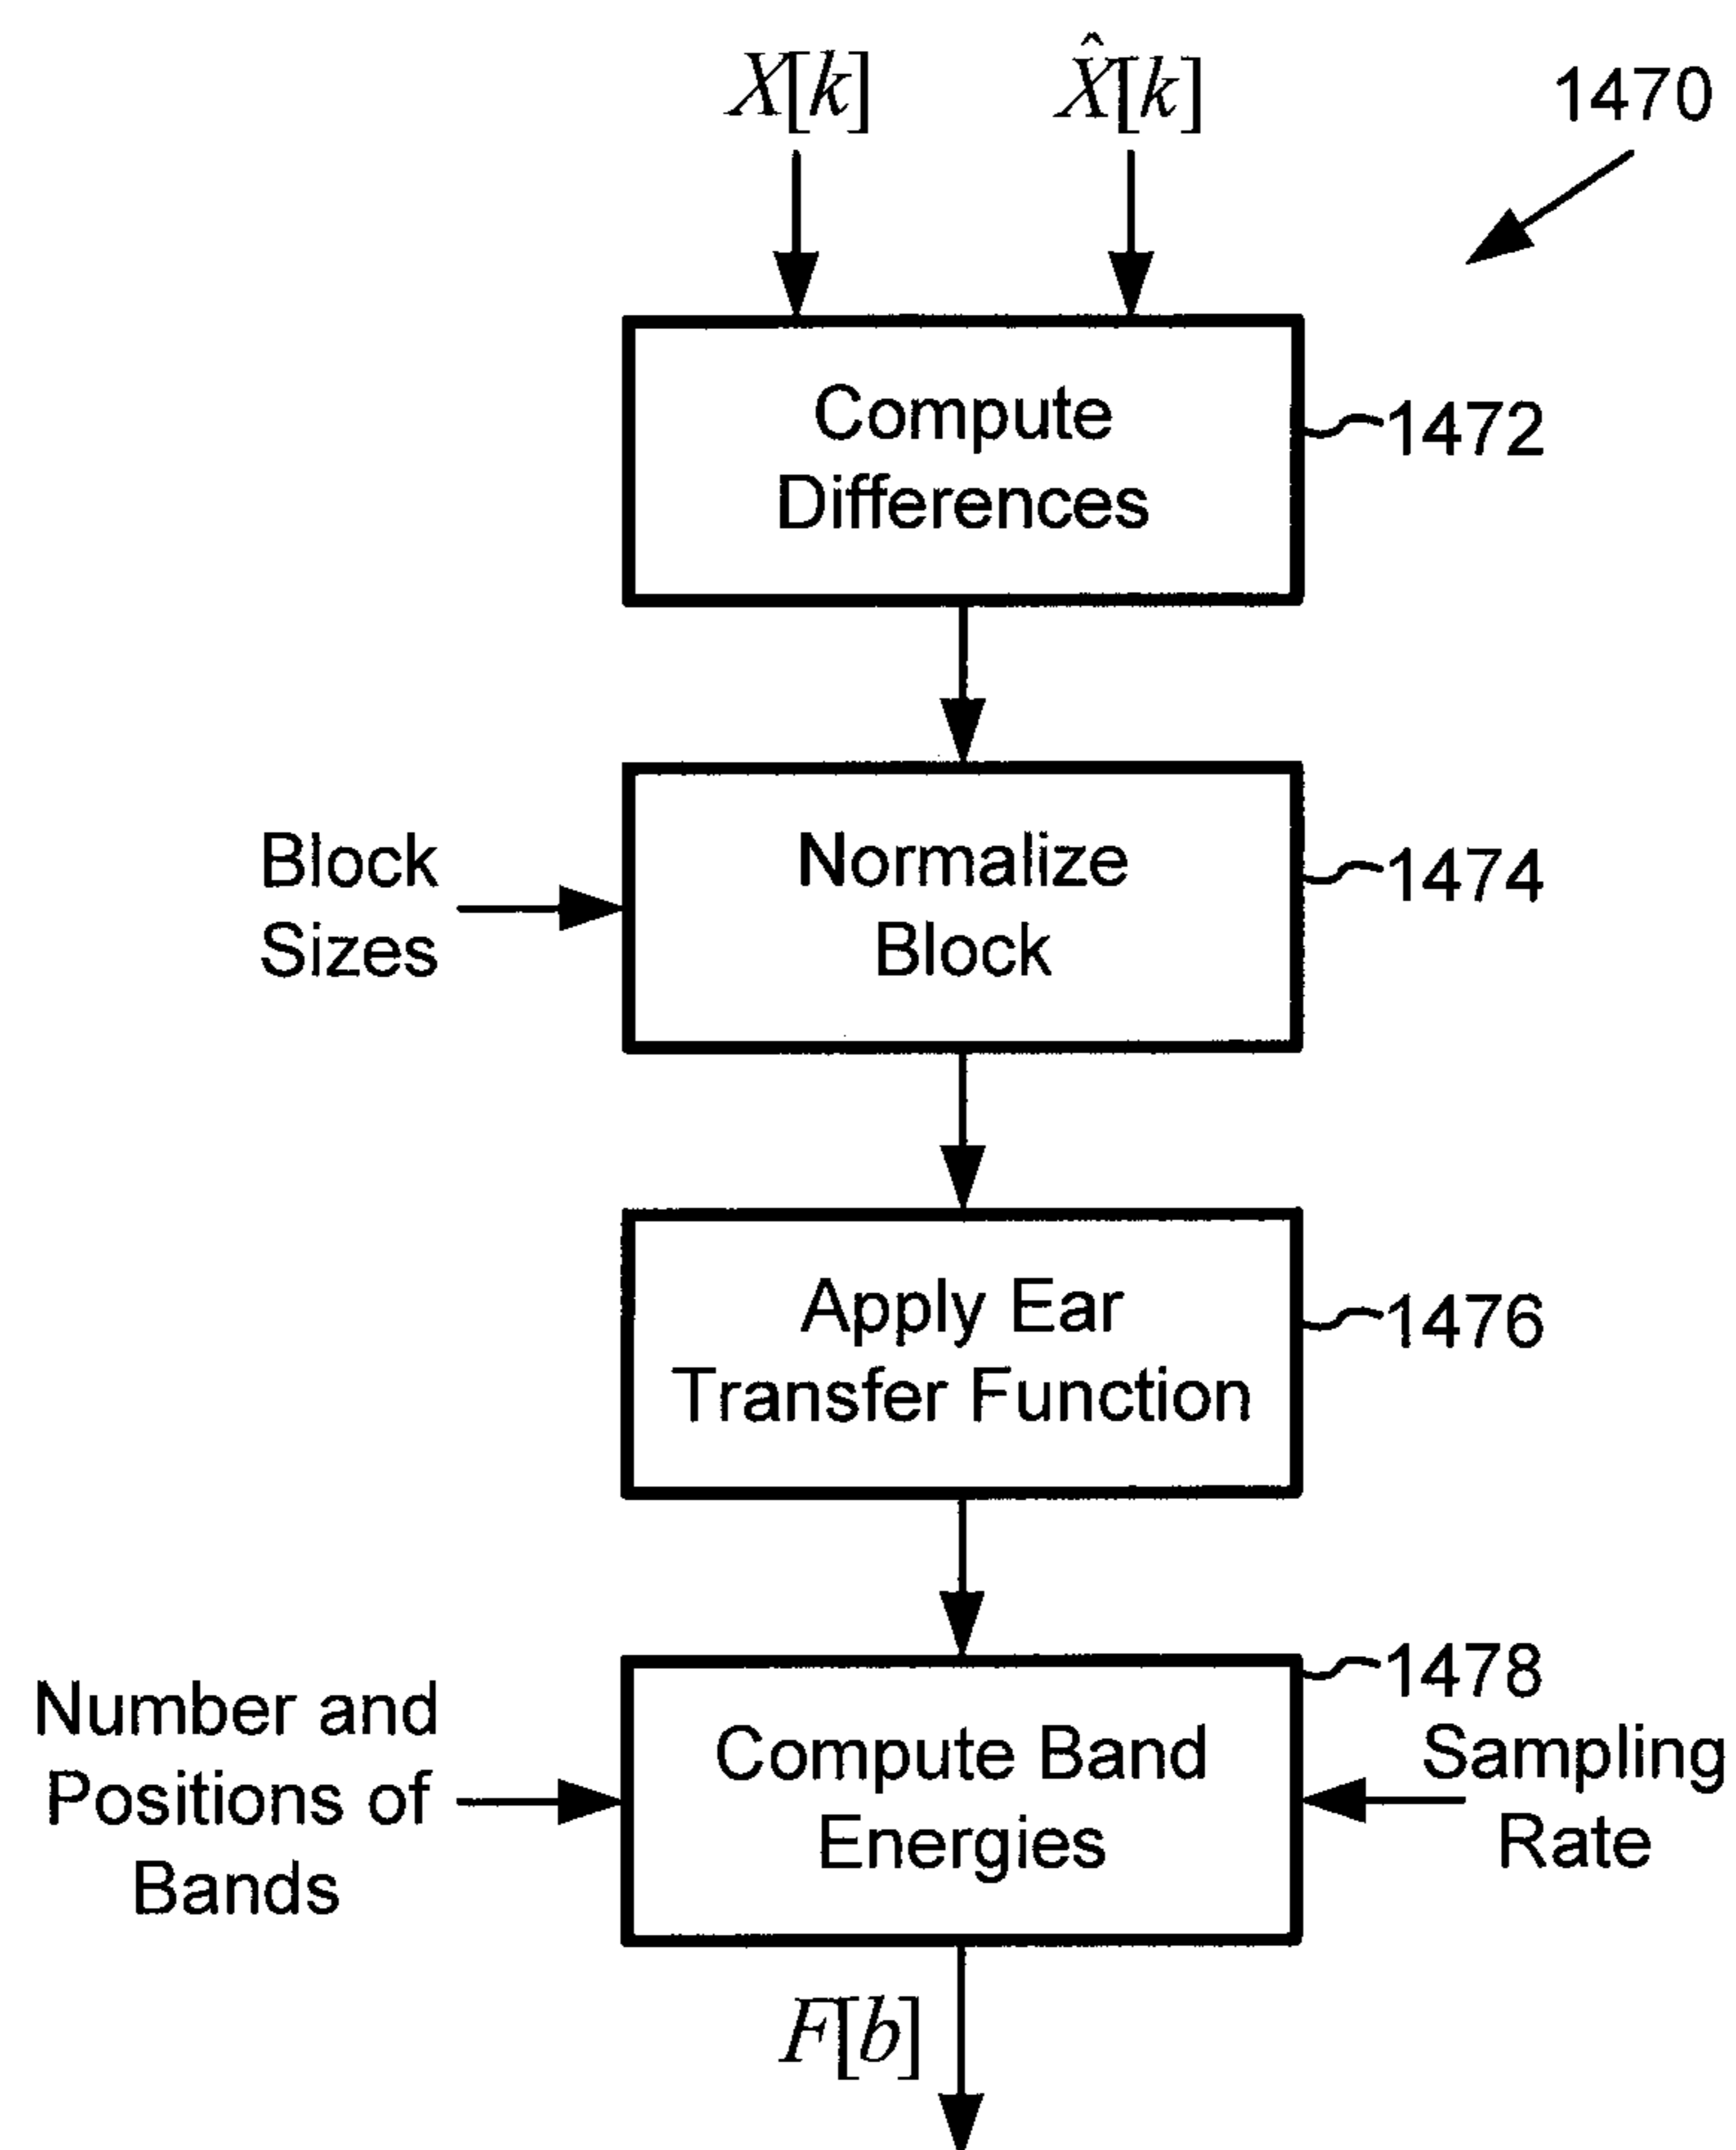 X[k] X̂[k] 1470
Compute
Differences
1472
Block
Sizes
Normalize
Block
1474
Apply Ear
Transfer Function
1476
Number and
Positions of
Bands
Compute Band
Energies
1478
Sampling
Rate
F[b]